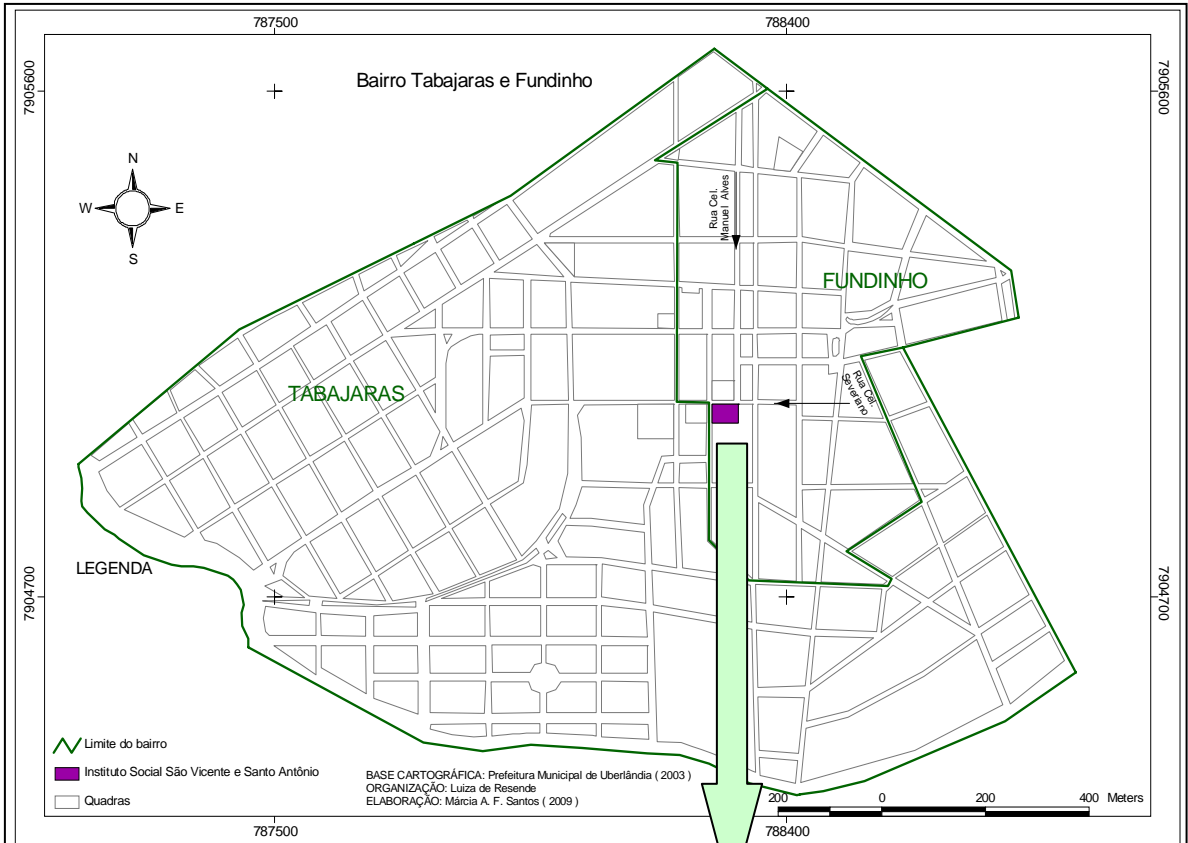 787500
788400
7905600
Bairro Tabajaras e Fundinho
7905600
N
W
E
S
Rua Cel.
Manuel Alves
FUNDINHO
TABAJARAS
Rua Cel.
Severiano
LEGENDA
7904700
7904700
Limite do bairro
Instituto Social São Vicente e Santo Antônio
Quadras
BASE CARTOGRÁFICA: Prefeitura Municipal de Uberlândia ( 2003 )
ORGANIZAÇÃO: Luiza de Resende
ELABORAÇÃO: Márcia A. F. Santos ( 2009 )
200 0 200 400 Meters
787500
788400